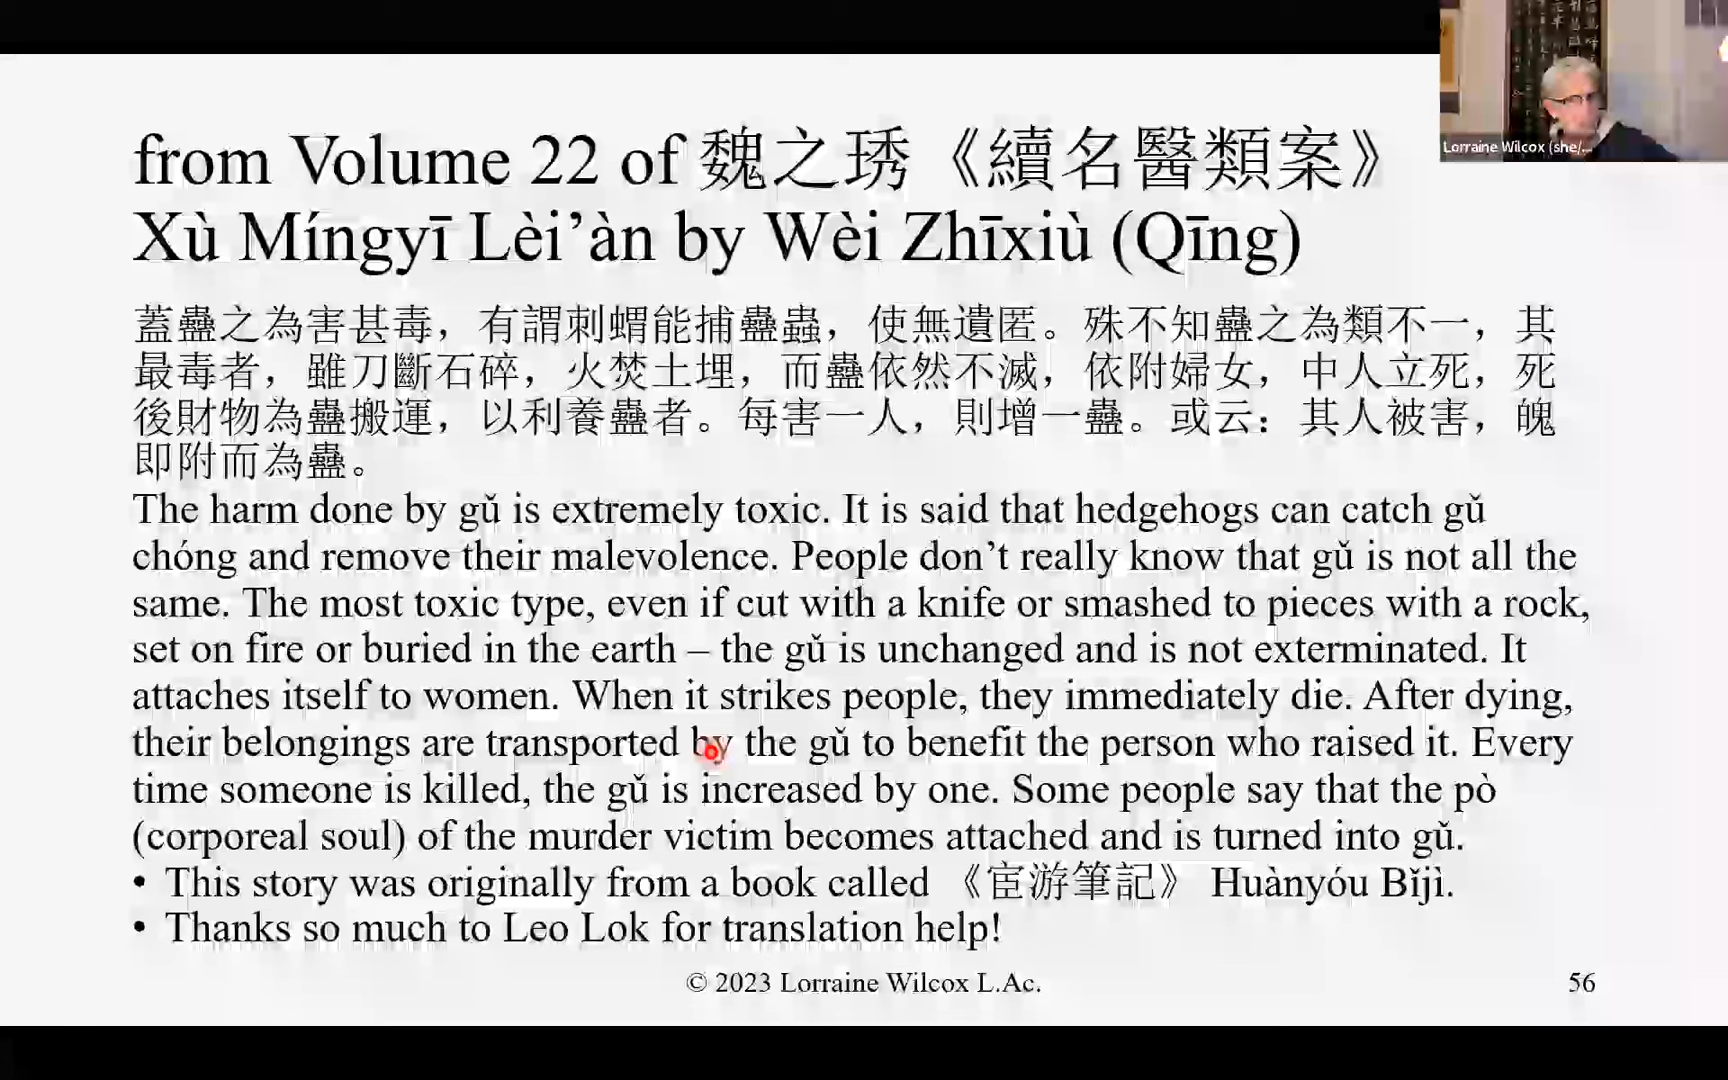 Lorraine Wilcox (she/...
from Volume 22 of 魏之琇《續名醫類案》
Xù Míngyī Lèi’àn by Wèi Zhīxiù (Qīng)
蓋蠱之為害甚毒，有謂刺蝟能捕蠱蟲，使無遺匿。殊不知蠱之為類不一，其
最毒者，雖刀斷石碎，火焚土埋，而蠱依然不滅，依附婦女，中人立死，死
後財物為蠱搬運，以利養蠱者。每害一人，則增一蠱。或云：其人被害，魄
即附而為蠱。
The harm done by gǔ is extremely toxic. It is said that hedgehogs can catch gǔ
chóng and remove their malevolence. People don’t really know that gǔ is not all the
same. The most toxic type, even if cut with a knife or smashed to pieces with a rock,
set on fire or buried in the earth – the gǔ is unchanged and is not exterminated. It
attaches itself to women. When it strikes people, they immediately die. After dying,
their belongings are transported by the gǔ to benefit the person who raised it. Every
time someone is killed, the gǔ is increased by one. Some people say that the pò
(corporeal soul) of the murder victim becomes attached and is turned into gǔ.
• This story was originally from a book called 《宦游筆記》 Huànyóu Bǐjì.
• Thanks so much to Leo Lok for translation help!
© 2023 Lorraine Wilcox L.Ac.
56